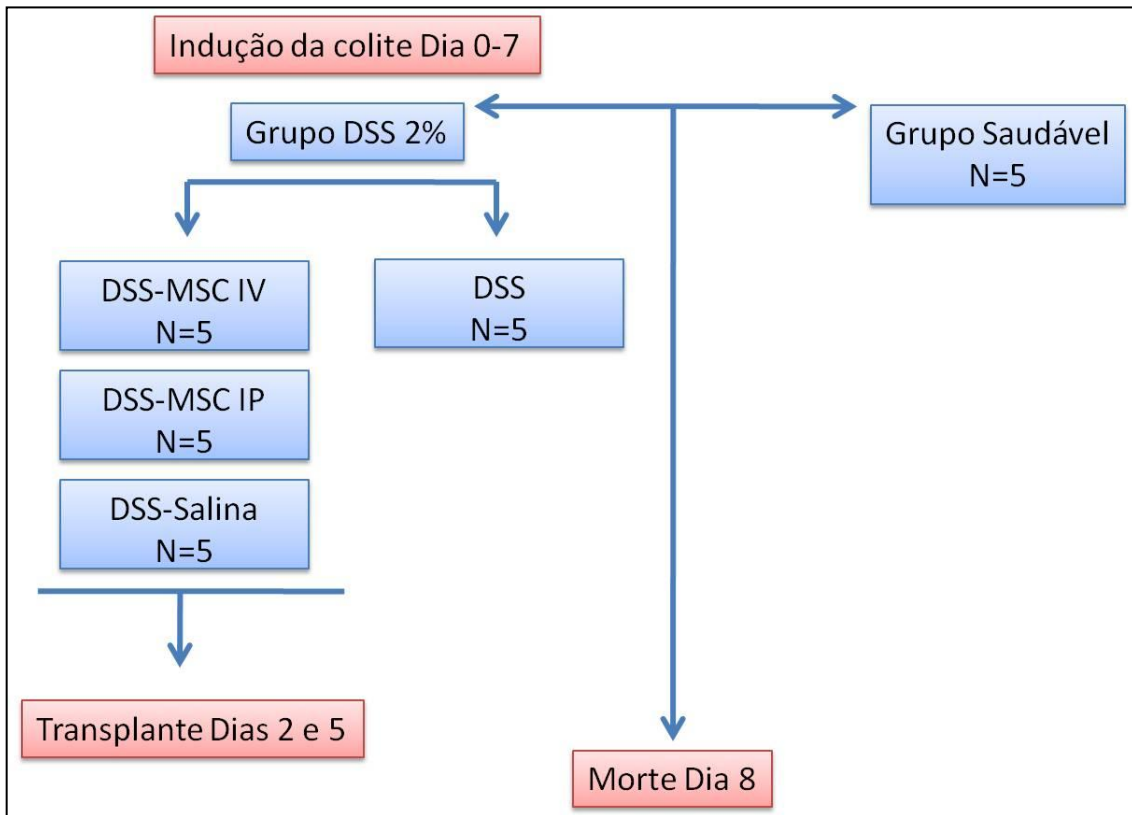 Indução da colite Dia 0-7
Grupo DSS 2%
Grupo Saudável
N=5
DSS-MSC IV
N=5
DSS
N=5
DSS-MSC IP
N=5
DSS-Salina
N=5
Transplante Dias 2 e 5
Morte Dia 8